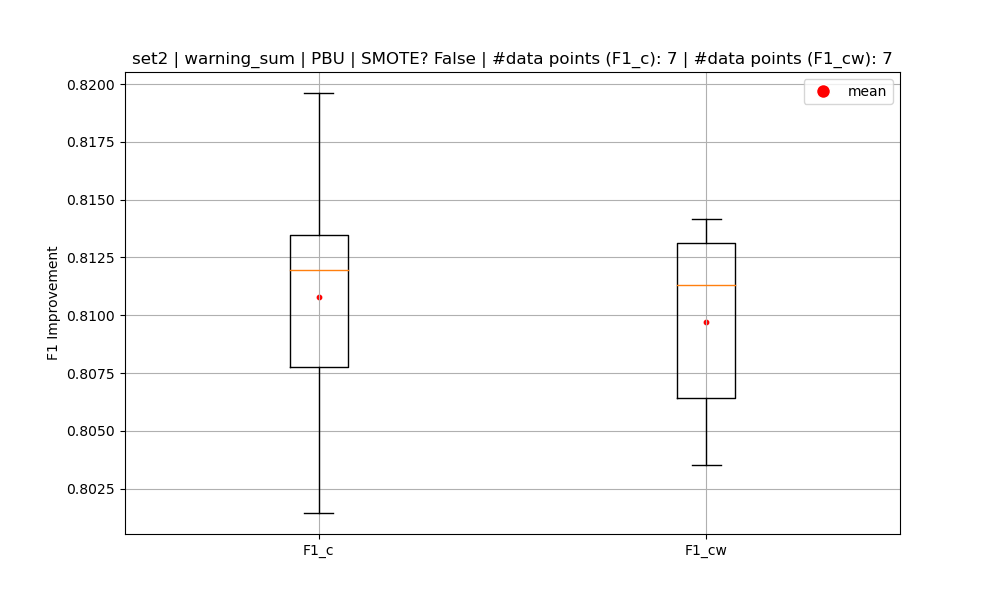 set2 | warning_sum | PBU | SMOTE? False | #data points (F1_c): 7 | #data points (F1_cw): 7
mean
F1 Improvement
0.8200
0.8175
0.8150
0.8125
0.8100
0.8075
0.8050
0.8025
F1_c
F1_cw